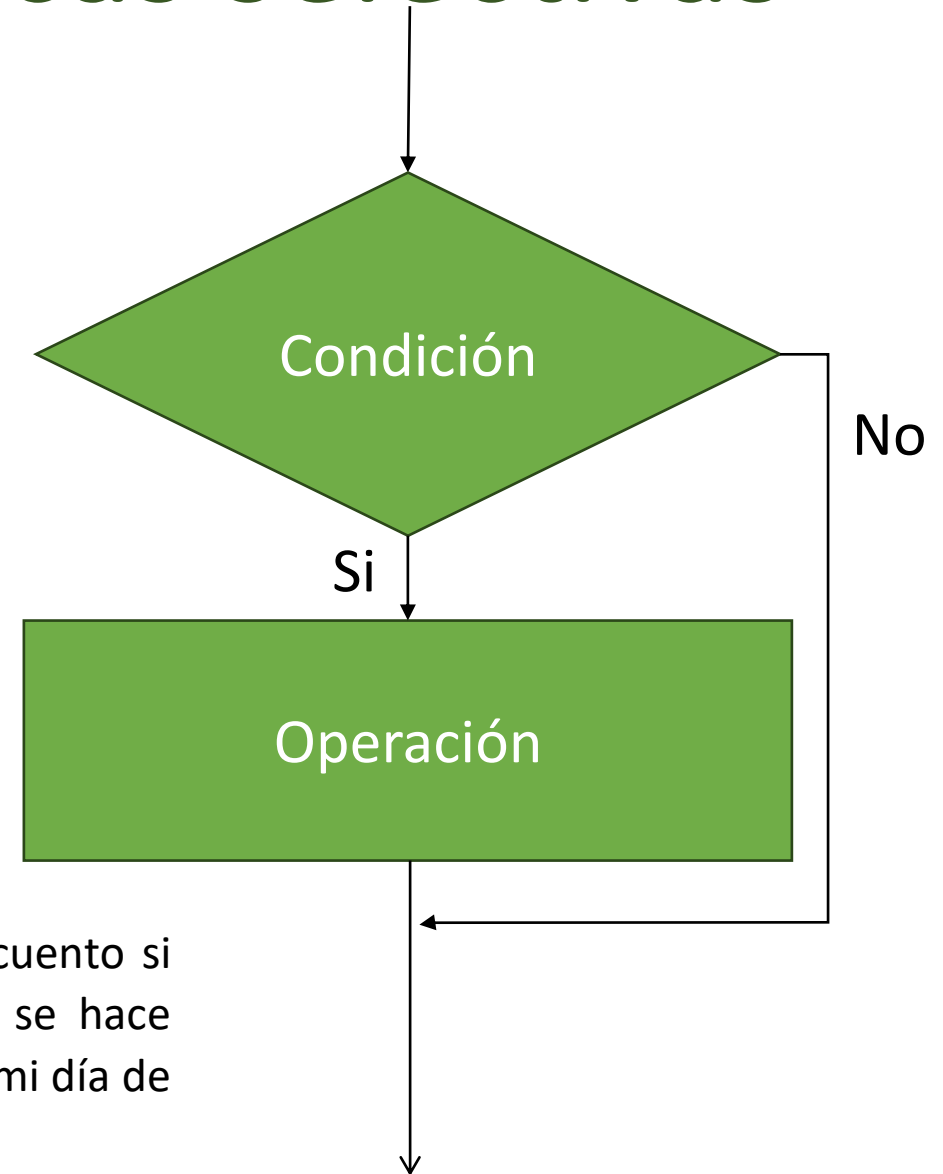 Condición
No
Si
Operación
cuento si
se hace
mi día de